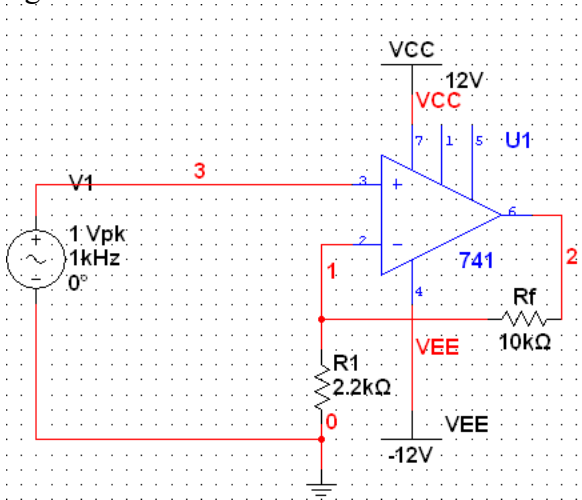 VCC
12V
VCC
7
1
5
U1
3
V1
3
+
6
1 Vpk
1kHz
0°
2
1
741
2
4
Rf
10kΩ
VEE
R1
2.2kΩ
0
VEE
-12V